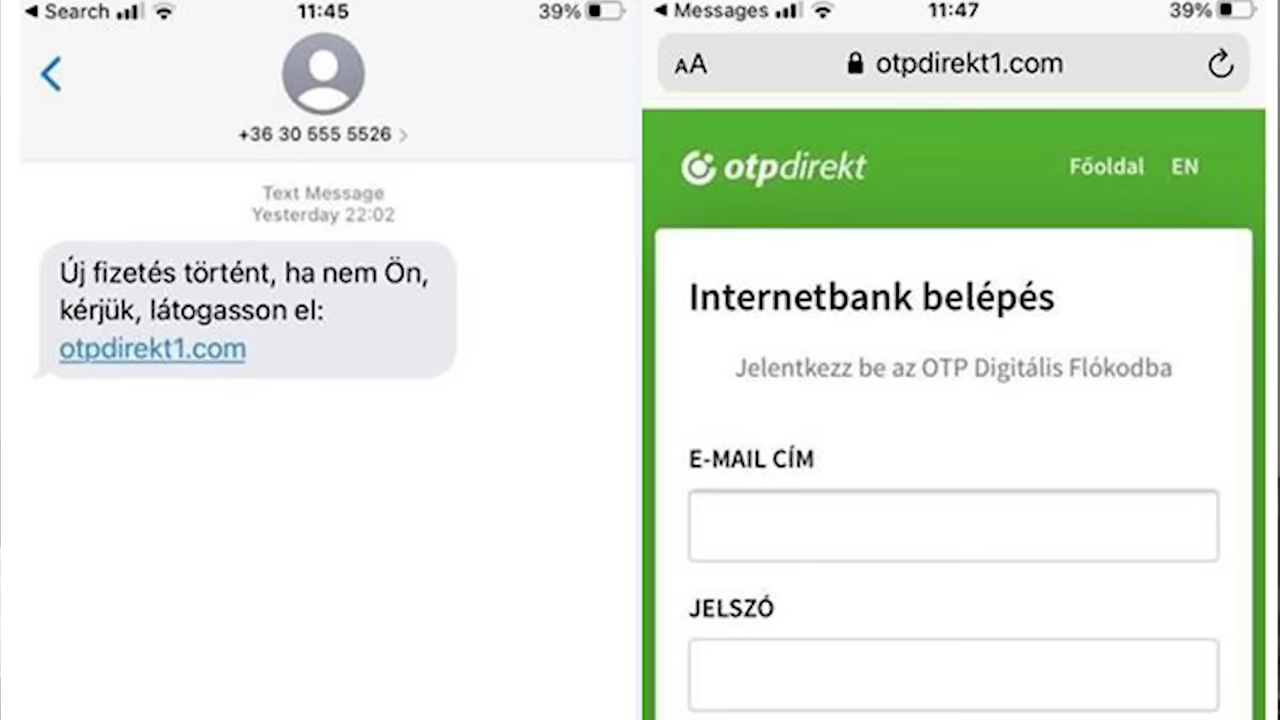 Search
11:45
39%
+36 30 555 5526
Text Message
Yesterday 22:02
Új fizetés történt, ha nem Ön,
kérjük, látogasson el:
otpdirekt1.com
Messages
11:47
39%
AA
otpdirekt1.com
otpdirekt
Főoldal
EN
Internetbank belépés
Jelentkezz be az OTP Digitális Flókodba
E-MAIL CÍM
JELSZÓ